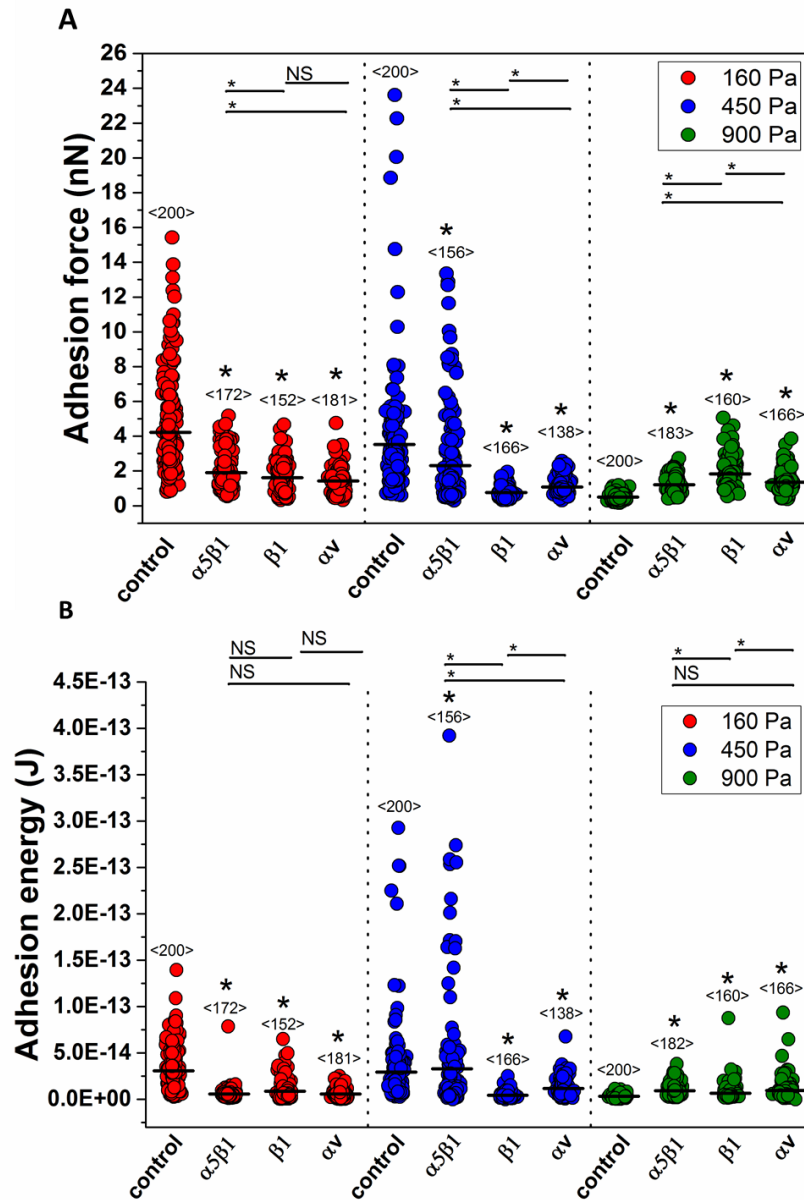 A
Adhesion force (nN)
26
24
22
20
18
16
14
12
10
8
6
4
2
0
NS
*
*
<200>
*
<172>
*
<152>
*
<181>
<200>
*
*
*
*
<156>
*
<166>
*
<138>
160 Pa
450 Pa
900 Pa
*
*
*
<200>
*
<183>
*
<160>
*
<166>
control
α5β1
β1
αv
control
α5β1
β1
αv
control
α5β1
β1
αv
B
Adhesion energy (J)
4.5E-13
4.0E-13
3.5E-13
3.0E-13
2.5E-13
2.0E-13
1.5E-13
1.0E-13
5.0E-14
0.0E+00
NS
NS
NS
<200>
*
<172>
*
<152>
*
<181>
*
*
*
<200>
*
<156>
*
<166>
*
<138>
*
*
NS
160 Pa
450 Pa
900 Pa
<200>
*
<182>
*
<160>
*
<166>
control
α5β1
β1
αv
control
α5β1
β1
αv
control
α5β1
β1
αv